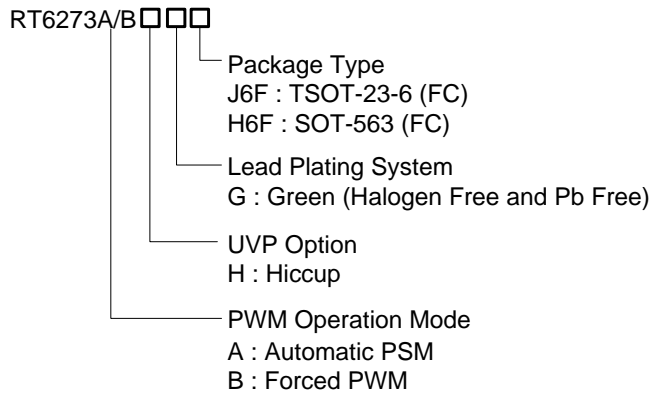 RT6273A/B□□□
Package Type
J6F : TSOT-23-6 (FC)
H6F : SOT-563 (FC)
Lead Plating System
G : Green (Halogen Free and Pb Free)
UVP Option
H : Hiccup
PWM Operation Mode
A : Automatic PSM
B : Forced PWM